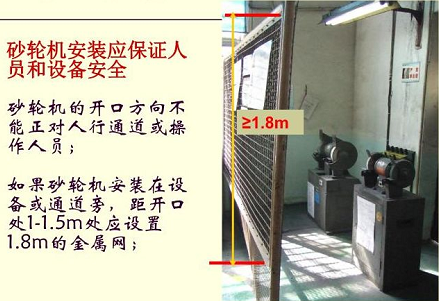 砂轮机安装应保证人
员和设备安全
砂轮机的开口方向不
能正对人行通道或操
作人员；
如果砂轮机安装在设
备或通道旁，距开口
处1-1.5m处应设置
1.8m的金属网；
≥1.8m